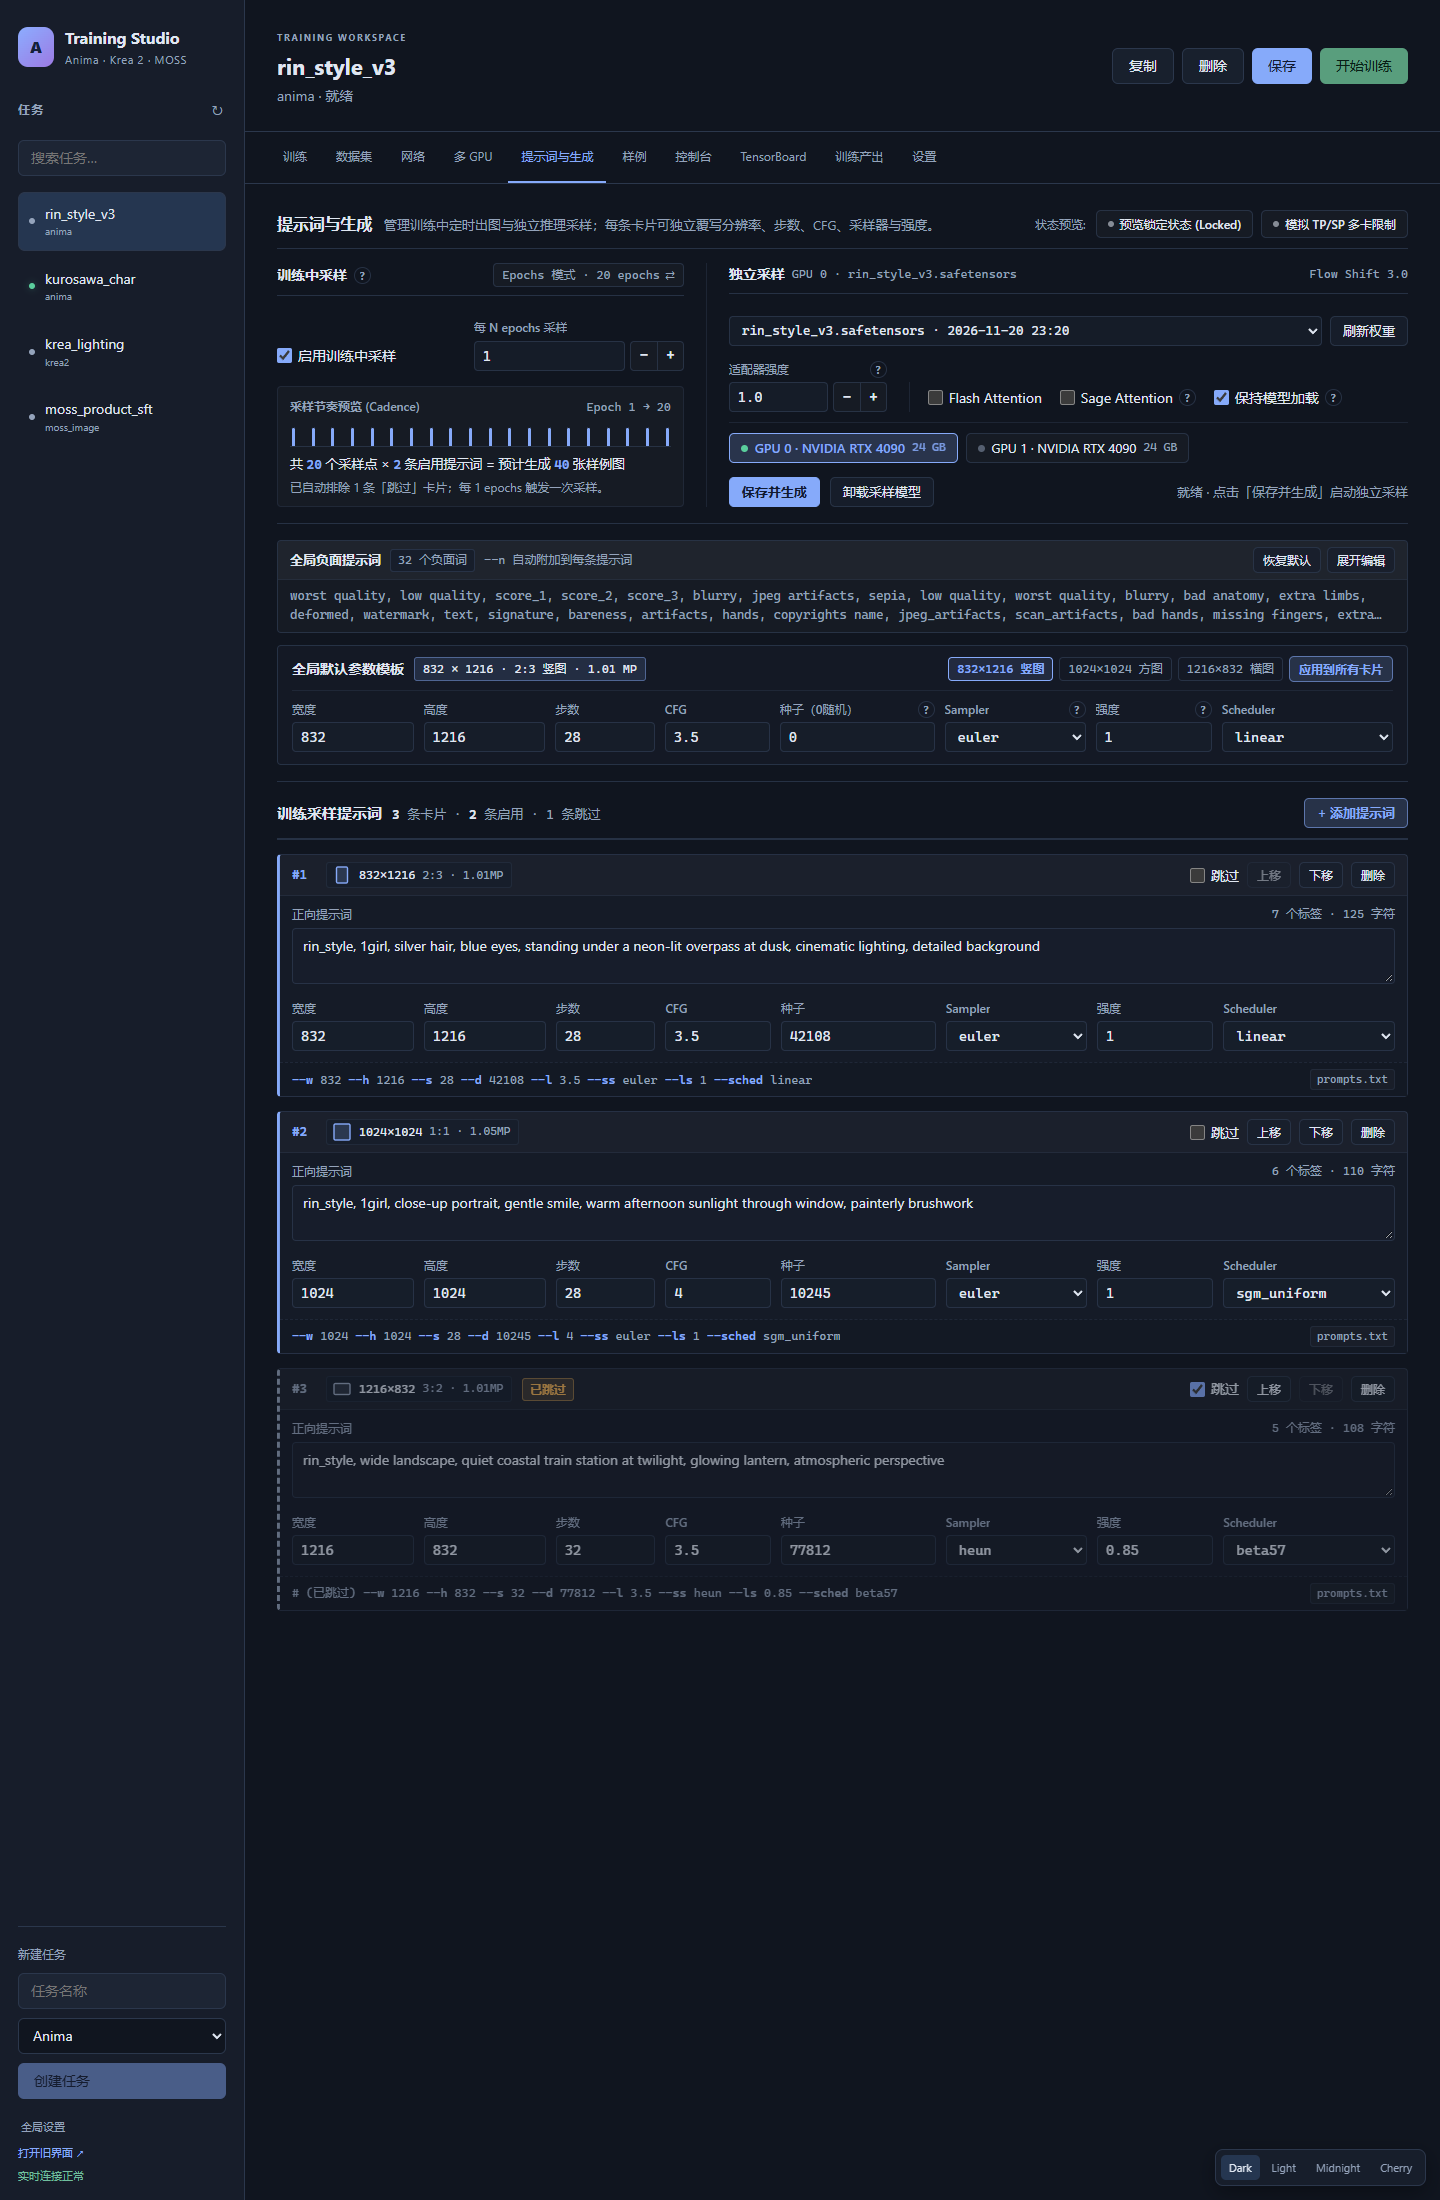 A
Training Studio
Anima · Krea 2 · MOSS
任务
↻
搜索任务...
rin_style_v3
anima
kurosawa_char
anima
krea_lighting
krea2
moss_product_sft
moss_image
新建任务
任务名称
Anima
创建任务
全局设置
打开旧界面 ↗
实时连接正常
TRAINING WORKSPACE
rin_style_v3
anima · 就绪
复制 删除 保存 开始训练
训练 数据集 网络 多 GPU 提示词与生成 样例 控制台 TensorBoard 训练产出 设置
提示词与生成 管理训练中定时出图与独立推理采样；每条卡片可独立覆写分辨率、步数、CFG、采样器与强度。
状态预览: 预览锁定状态 (Locked) 模拟 TP/SP 多卡限制
训练中采样 ? Epochs 模式 · 20 epochs ⇄
每 N epochs 采样
启用训练中采样 1 − +
采样节奏预览 (Cadence) Epoch 1 → 20
共 20 个采样点 × 2 条启用提示词 = 预计生成 40 张样例图
已自动排除 1 条「跳过」卡片；每 1 epochs 触发一次采样。
独立采样 GPU 0 · rin_style_v3.safetensors Flow Shift 3.0
rin_style_v3.safetensors · 2026-11-20 23:20 刷新权重
适配器强度 ?
1.0 − + Flash Attention Sage Attention ? 保持模型加载 ?
GPU 0 · NVIDIA RTX 4090 24 GB GPU 1 · NVIDIA RTX 4090 24 GB
保存并生成 卸载采样模型 就绪 · 点击「保存并生成」启动独立采样
全局负面提示词 32 个负面词 --n 自动附加到每条提示词 恢复默认 展开编辑
worst quality, low quality, score_1, score_2, score_3, blurry, jpeg artifacts, sepia, low quality, worst quality, blurry, bad anatomy, extra limbs,
deformed, watermark, text, signature, bareness, artifacts, hands, copyrights name, jpeg_artifacts, scan_artifacts, bad hands, missing fingers, extra…
全局默认参数模板 832 × 1216 · 2:3 竖图 · 1.01 MP 832×1216 竖图 1024×1024 方图 1216×832 横图 应用到所有卡片
宽度 高度 步数 CFG 种子 (0随机) ? Sampler ? 强度 ? Scheduler
832 1216 28 3.5 0 euler 1 linear
训练采样提示词 3 条卡片 · 2 条启用 · 1 条跳过 + 添加提示词
#1 832×1216 2:3 · 1.01MP 跳过 上移 下移 删除
正向提示词 7 个标签 · 125 字符
rin_style, 1girl, silver hair, blue eyes, standing under a neon-lit overpass at dusk, cinematic lighting, detailed background
宽度 高度 步数 CFG 种子 Sampler 强度 Scheduler
832 1216 28 3.5 42108 euler 1 linear
--w 832 --h 1216 --s 28 --d 42108 --l 3.5 --ss euler --ls 1 --sched linear prompts.txt
#2 1024×1024 1:1 · 1.05MP 跳过 上移 下移 删除
正向提示词 6 个标签 · 110 字符
rin_style, 1girl, close-up portrait, gentle smile, warm afternoon sunlight through window, painterly brushwork
宽度 高度 步数 CFG 种子 Sampler 强度 Scheduler
1024 1024 28 4 10245 euler 1 sgm_uniform
--w 1024 --h 1024 --s 28 --d 10245 --l 4 --ss euler --ls 1 --sched sgm_uniform prompts.txt
#3 1216×832 3:2 · 1.01MP 已跳过 跳过 上移 下移 删除
正向提示词 5 个标签 · 108 字符
rin_style, wide landscape, quiet coastal train station at twilight, glowing lantern, atmospheric perspective
宽度 高度 步数 CFG 种子 Sampler 强度 Scheduler
1216 832 32 3.5 77812 heun 0.85 beta57
# (已跳过) --w 1216 --h 832 --s 32 --d 77812 --l 3.5 --ss heun --ls 0.85 --sched beta57 prompts.txt
Dark Light Midnight Cherry